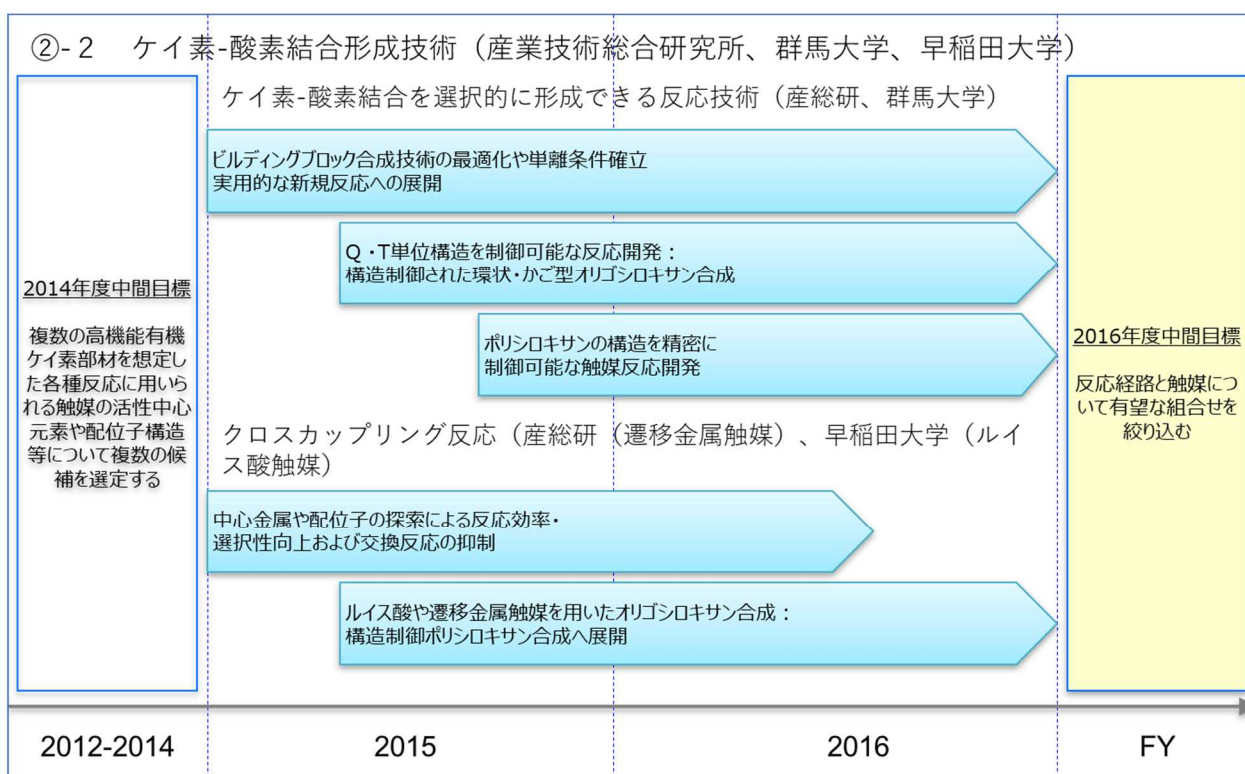 ②-２　ケイ素-酸素結合形成技術（産業技術総合研究所、群馬大学、早稲田大学）
ケイ素-酸素結合を選択的に形成できる反応技術（産総研、群馬大学）
ビルディングブロック合成技術の最適化や単離条件確立
実用的な新規反応への展開
Q・T単位構造を制御可能な反応開発：
構造制御された環状・かご型オリゴシロキサン合成
ポリシロキサンの構造を精密に
制御可能な触媒反応開発
2014年度中間目標
複数の高機能有機
ケイ素部材を想定し
た各種反応に用いら
れる触媒の活性中心
元素や配位子構造
等について複数の候
補を選定する
クロスカップリング反応（産総研（遷移金属触媒）、早稲田大学（ルイ
ス酸触媒）
中心金属や配位子の探索による反応効率・
選択性向上および交換反応の抑制
ルイス酸や遷移金属触媒を用いたオリゴシロキサン合成：
構造制御ポリシロキサン合成へ展開
2016年度中間目標
反応経路と触媒につ
いて有望な組合せを
絞り込む
2012-2014
2015
2016
FY